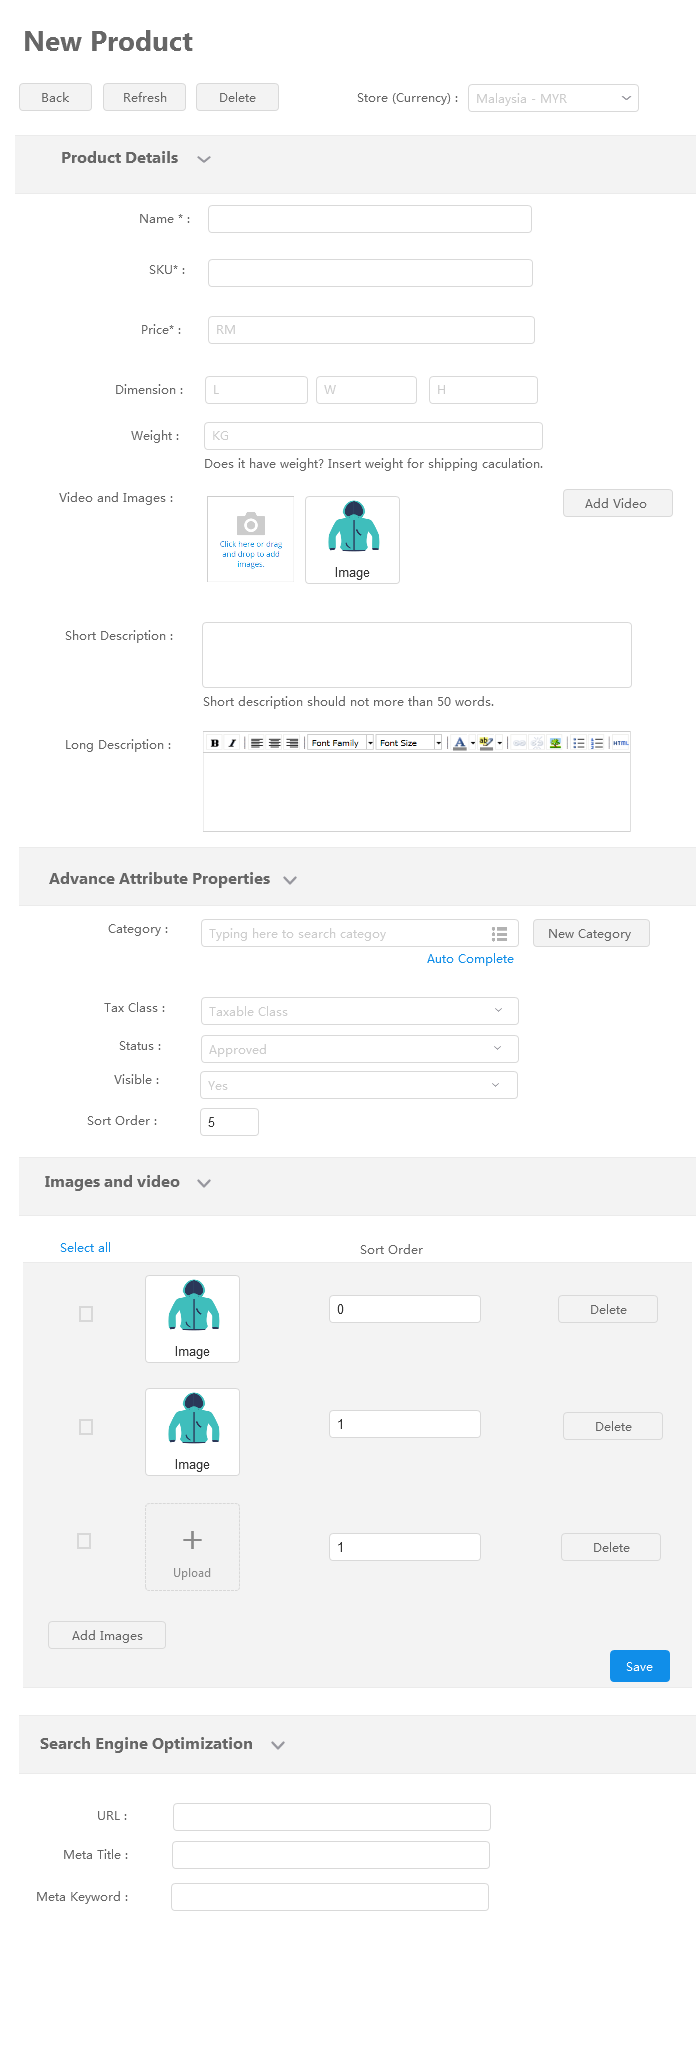 New Product
Back Refresh Delete Store (Currency) : Malaysia - MYR
Product Details
Name * :
SKU* :
Price* : RM
Dimension : L W H
Weight : KG
Does it have weight? Insert weight for shipping caculation.
Video and Images : Add Video
Click here or drag
and drop to add
images.
Image
Short Description :
Short description should not more than 50 words.
Long Description : B I Font Family Font Size A ab HTML
Advance Attribute Properties
Category : Typing here to search categoy New Category
Auto Complete
Tax Class : Taxable Class
Status : Approved
Visible : Yes
Sort Order : 5
Images and video
Select all Sort Order
0 Delete
Image
1 Delete
Image
1 Delete
Upload
Add Images
Save
Search Engine Optimization
URL :
Meta Title :
Meta Keyword :